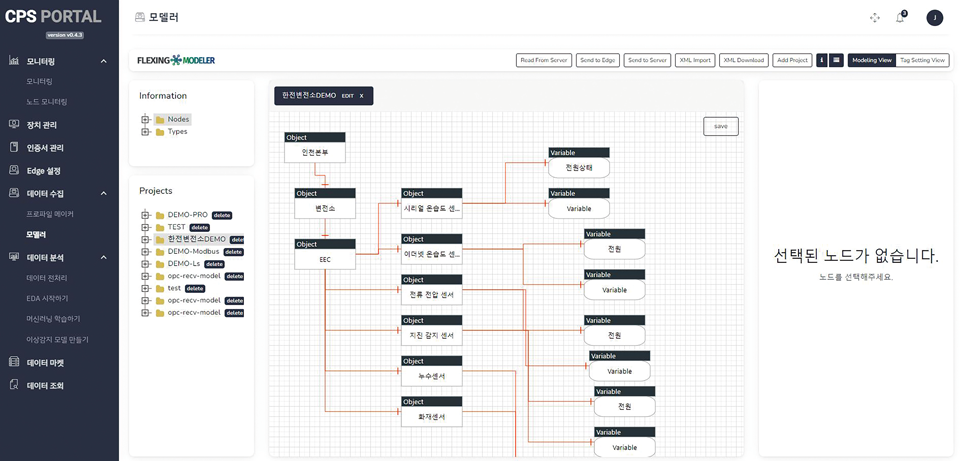 CPS PORTAL
version v0.4.3
모니터링
모니터링
노드 모니터링
장치 관리
인증서 관리
Edge 설정
데이터 수집
프로파일 메이커
모델러
데이터 분석
데이터 전처리
EDA 시작하기
머신러닝 학습하기
이상감지 모델 만들기
데이터 마켓
데이터 조회
모델러
3
J
FLEXING MODELER
Read From Server
Send to Edge
Send to Server
XML Import
XML Download
Add Project
Modeling View
Tag Setting View
Information
Nodes
Types
Projects
DEMO-PRO delete
TEST delete
한전변전소DEMO dele
DEMO-Modbus delete
DEMO-Ls delete
opc-recv-model delete
test delete
opc-recv-model delete
opc-recv-model delete
한전변전소DEMO EDIT X
save
Object
인전본부
Object
변전소
Object
EEC
Object
시리얼 온습도 센...
Object
이더넷 온습도 센...
Object
전류 전압 센서
Object
지진 감지 센서
Object
누수센서
Object
화재센서
Variable
전원상태
Variable
Variable
Variable
전원
Variable
Variable
Variable
전원
Variable
Variable
Variable
전원
Variable
Variable
선택된 노드가 없습니다.
노드를 선택해주세요.